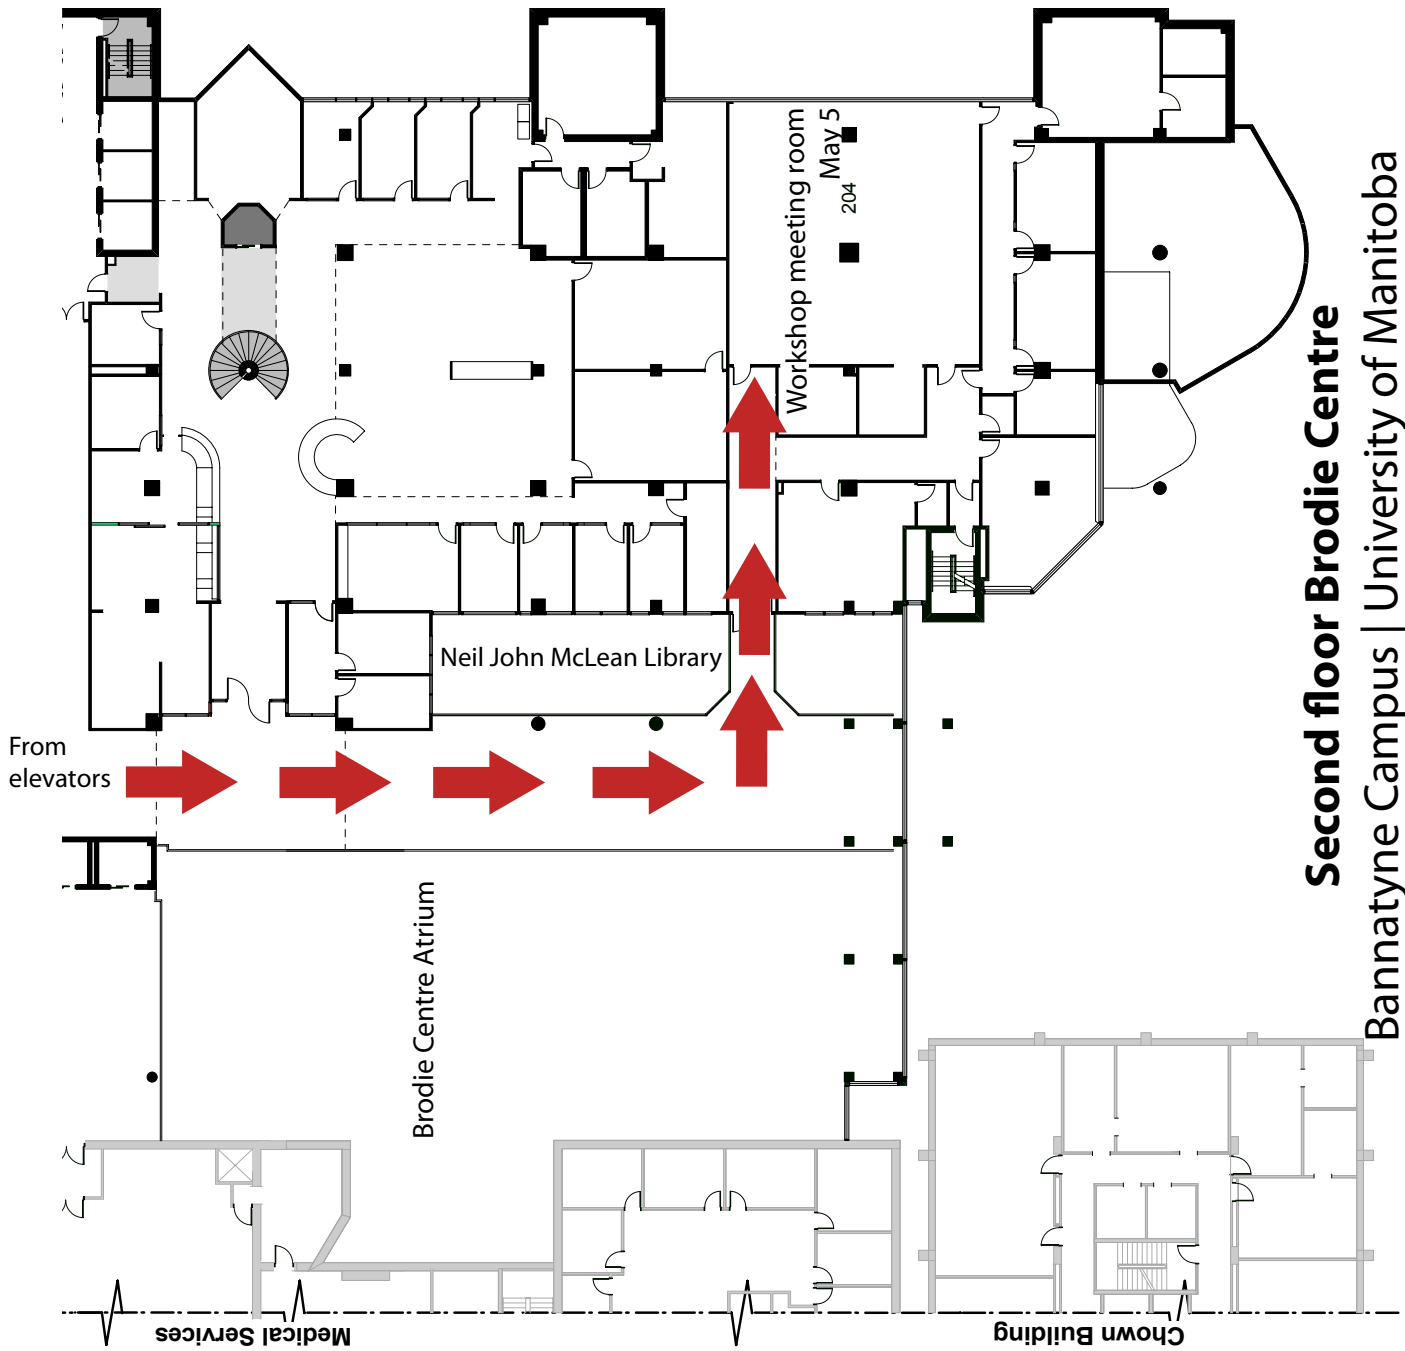 Workshop meeting room
May 5
204
Neil John McLean Library
From
elevators
Brodie Centre Atrium
Second floor Brodie Centre
Bannatyne Campus | University of Manitoba
Medical Services
Chown Building